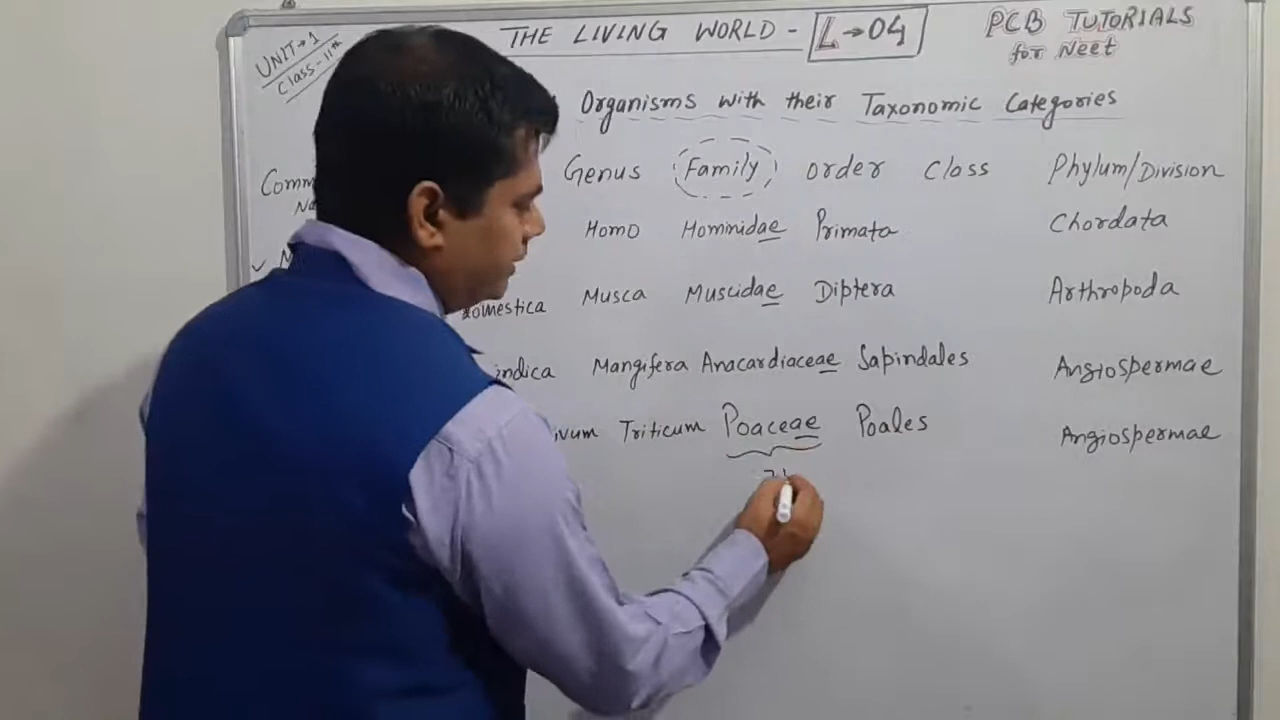 UNIT→1
Class-11th
THE LIVING WORLD - L→04
PCB TUTORIALS
for Neet
Organisms with their Taxonomic Categories
Genus Family order Class Phylum/Division
Homo Hominidae Primata Chordata
domestica Musca Muscidae Diptera Arthropoda
indica Mangifera Anacardiaceae Sapindales Angiospermae
Triticum Poaceae Poales Angiospermae